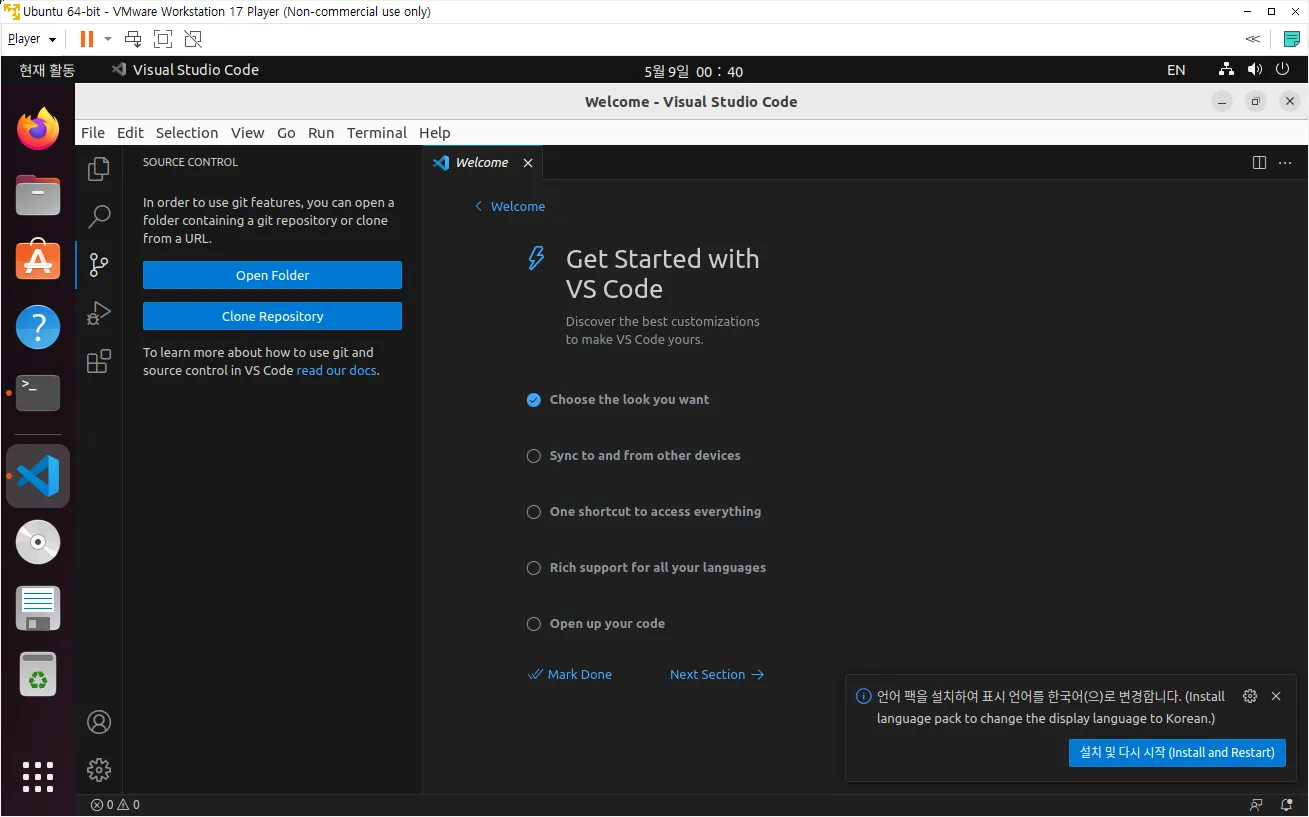 Ubuntu 64-bit - VMware Workstation 17 Player (Non-commercial use only)
Player
현재 활동
Visual Studio Code
5월 9일 00 : 40
EN
Welcome - Visual Studio Code
File Edit Selection View Go Run Terminal Help
SOURCE CONTROL
In order to use git features, you can open a
folder containing a git repository or clone
from a URL.
Open Folder
Clone Repository
To learn more about how to use git and
source control in VS Code read our docs.
Welcome
Welcome
Get Started with
VS Code
Discover the best customizations
to make VS Code yours.
Choose the look you want
Sync to and from other devices
One shortcut to access everything
Rich support for all your languages
Open up your code
Mark Done
Next Section
언어 팩을 설치하여 표시 언어를 한국어(으)로 변경합니다. (Install
language pack to change the display language to Korean.)
설치 및 다시 시작 (Install and Restart)
0 0